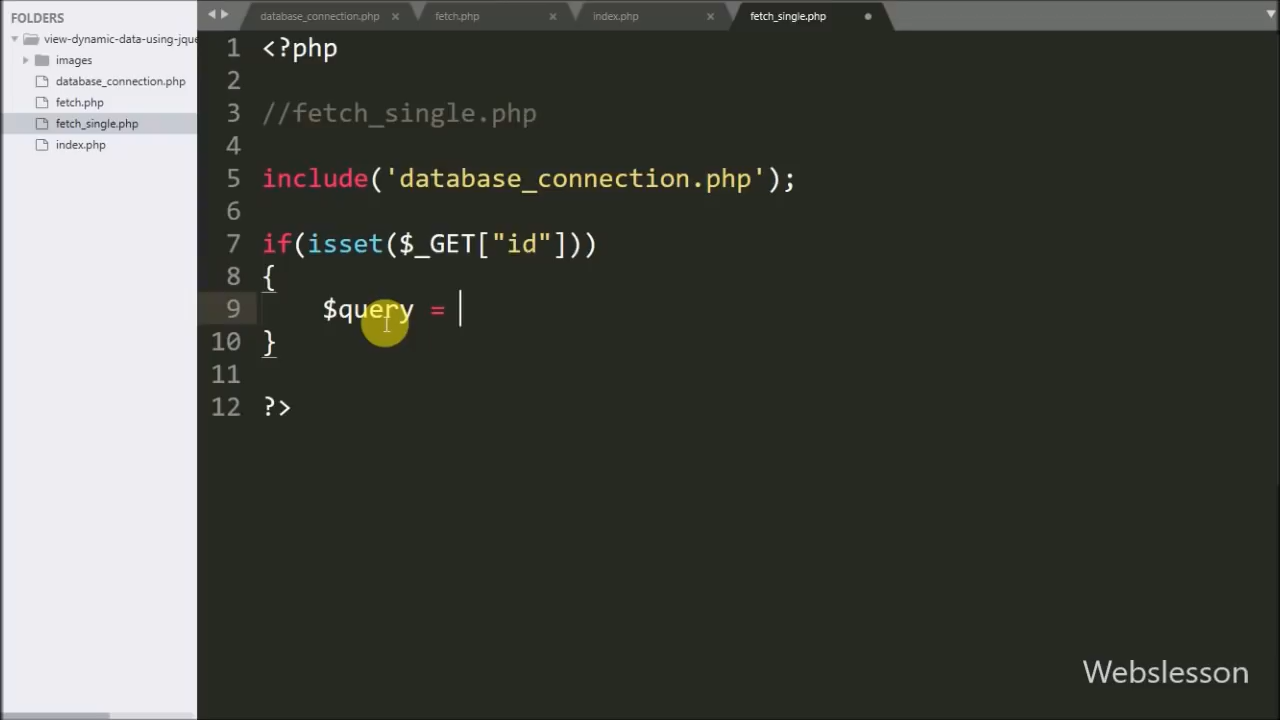 FOLDERS
view-dynamic-data-using-jque
images
database_connection.php
fetch.php
fetch_single.php
index.php
database_connection.php × fetch.php × index.php × fetch_single.php
1 <?php
2
3 //fetch_single.php
4
5 include('database_connection.php');
6
7 if(isset($_GET["id"]))
8 {
9 $query =
10 }
11
12 ?>
Webslesson